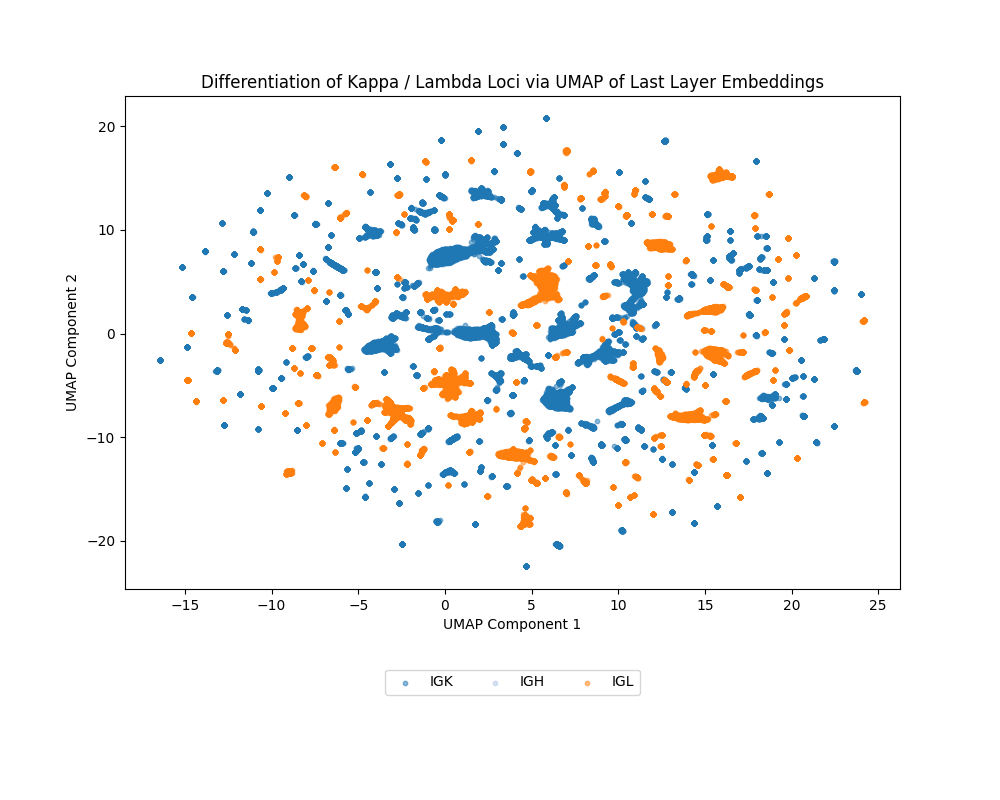 Differentiation of Kappa / Lambda Loci via UMAP of Last Layer Embeddings
UMAP Component 2
20
10
0
−10
−20
−15
−10
−5
0
5
10
15
20
25
UMAP Component 1
IGK
IGH
IGL